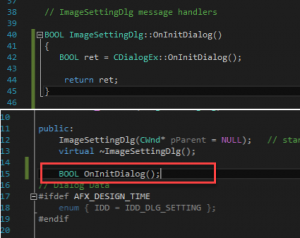 38 // ImageSettingDlg message handlers
39
40 BOOL ImageSettingDlg::OnInitDialog()
41 {
42 BOOL ret = CDialogEx::OnInitDialog();
43
44 return ret;
45 }
46
10
11 public:
12 ImageSettingDlg(CWnd* pParent = NULL); //
13 virtual ~ImageSettingDlg();
14
15 BOOL OnInitDialog();
16 // Dialog Data
17 #ifdef AFX_DESIGN_TIME
18 enum { IDD = IDD_DLG_SETTING };
19 #endif